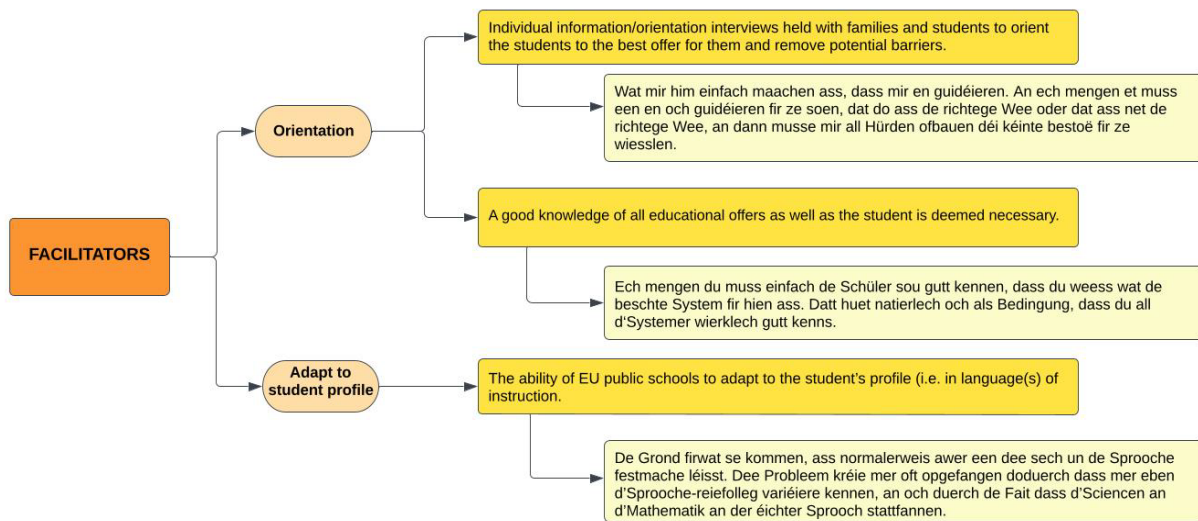 FACILITATORS
Orientation
Individual information/orientation interviews held with families and students to orient
the students to the best offer for them and remove potential barriers.
Wat mir him einfach maachen ass, dass mir en guidéieren. An ech mengen et muss
een en och guidéieren fir ze soen, dat do ass de richtege Wee oder dat ass net de
richtege Wee, an dann musse mir all Hürden ofbauen déi kéinte bestoë fir ze
wiesslen.
A good knowledge of all educational offers as well as the student is deemed necessary.
Ech mengen du muss einfach de Schüler sou gutt kennen, dass du weess wat de
beschte System fir hien ass. Datt huet natierlech och als Bedingung, dass du all
d‘Systemer wierklech gutt kenns.
Adapt to
student profile
The ability of EU public schools to adapt to the student’s profile (i.e. in language(s) of
instruction.
De Grond firwat se kommen, ass normalerweis awer een dee sech un de Sprooche
festmache léisst. Dee Probleem kréie mer oft opgefangen doduerch dass mer eben
d’Sprooche-reiefolleg variéiere kennen, an och duerch de Fait dass d’Sciencen an
d’Mathematik an der éichter Sprooch stattfannen.